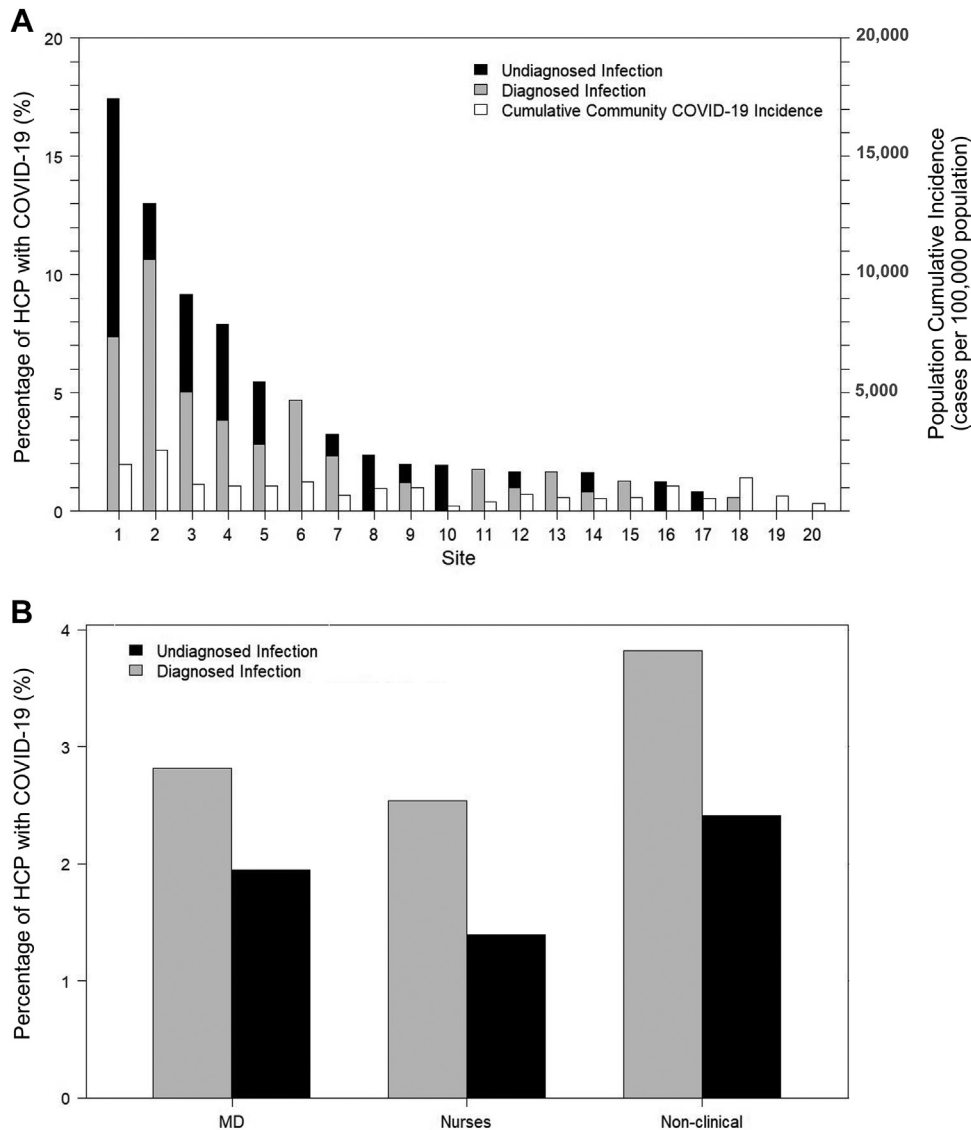 A
Percentage of HCP with COVID-19 (%)
20
15
10
5
0
Undiagnosed Infection
Diagnosed Infection
Cumulative Community COVID-19 Incidence
20,000
15,000
10,000
5,000
Population Cumulative Incidence
(cases per 100,000 population)
1 2 3 4 5 6 7 8 9 10 11 12 13 14 15 16 17 18 19 20
Site
B
Percentage of HCP with COVID-19 (%)
4
3
2
1
0
Undiagnosed Infection
Diagnosed Infection
MD Nurses Non-clinical